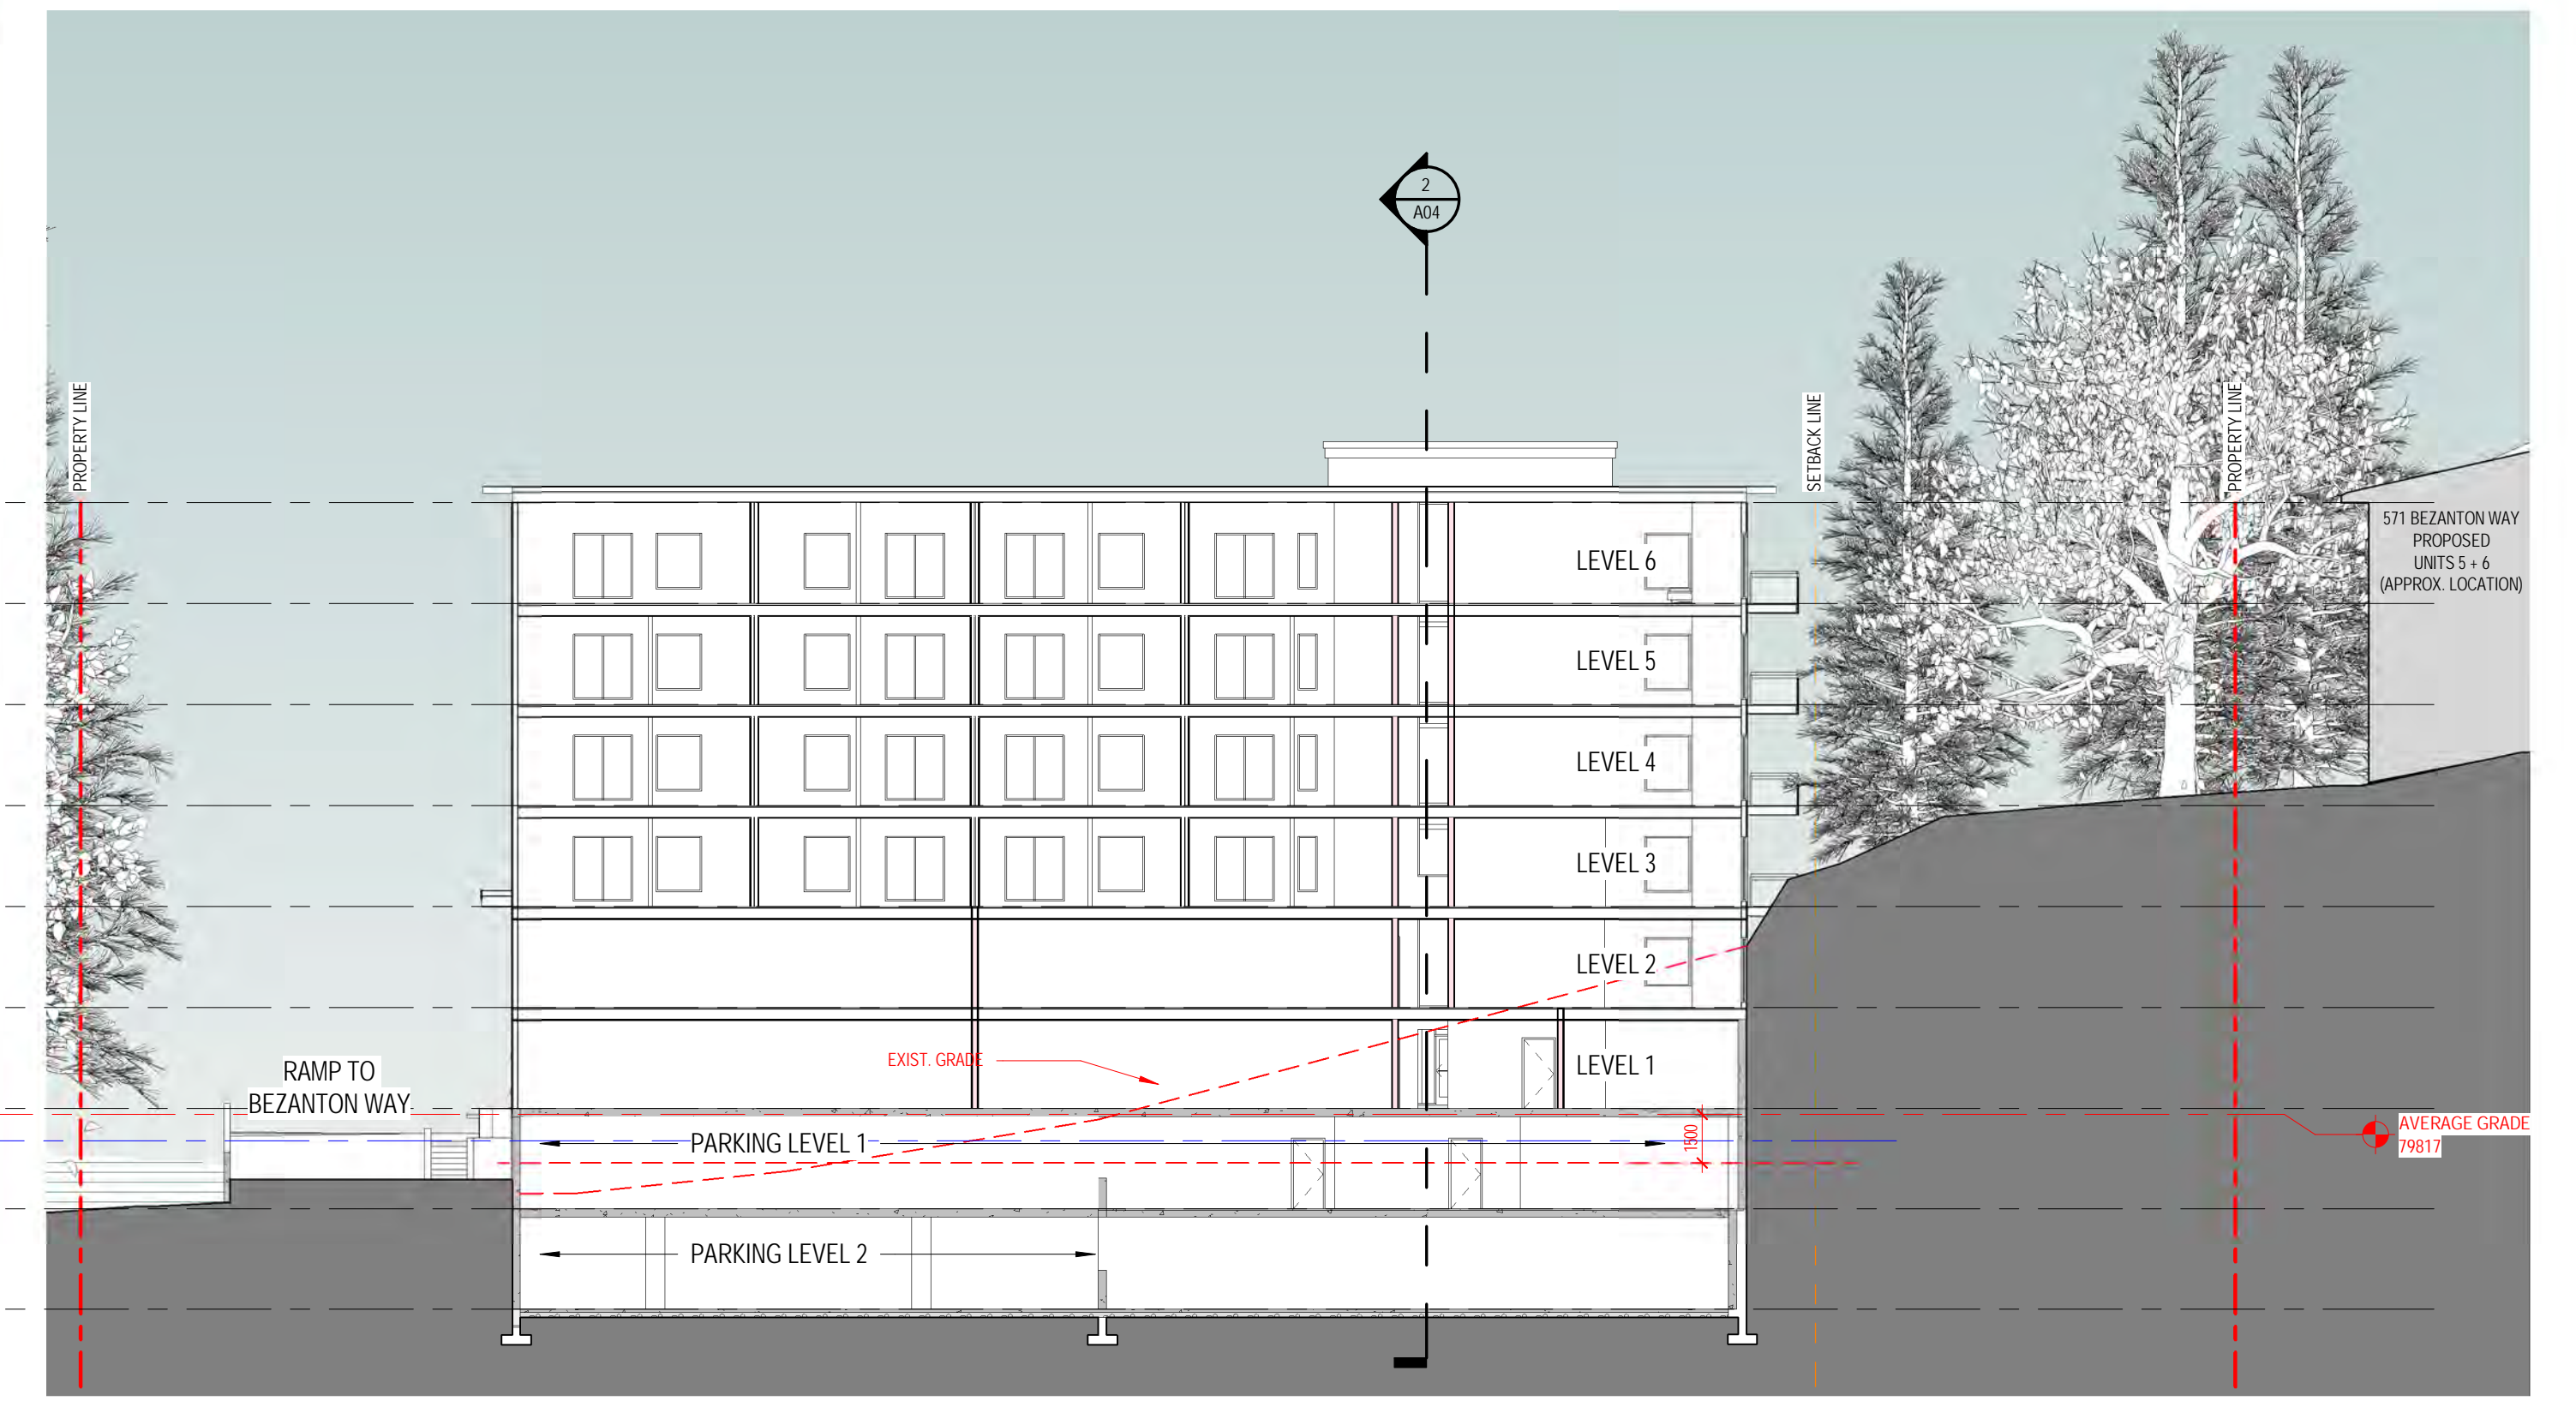 2
A04
PROPERTY LINE
SETBACK LINE
PROPERTY LINE
571 BEZANTON WAY
PROPOSED
UNITS 5 + 6
(APPROX. LOCATION)
LEVEL 6
LEVEL 5
LEVEL 4
LEVEL 3
LEVEL 2
EXIST. GRADE
LEVEL 1
RAMP TO
BEZANTON WAY
PARKING LEVEL 1
1500
AVERAGE GRADE
79817
PARKING LEVEL 2